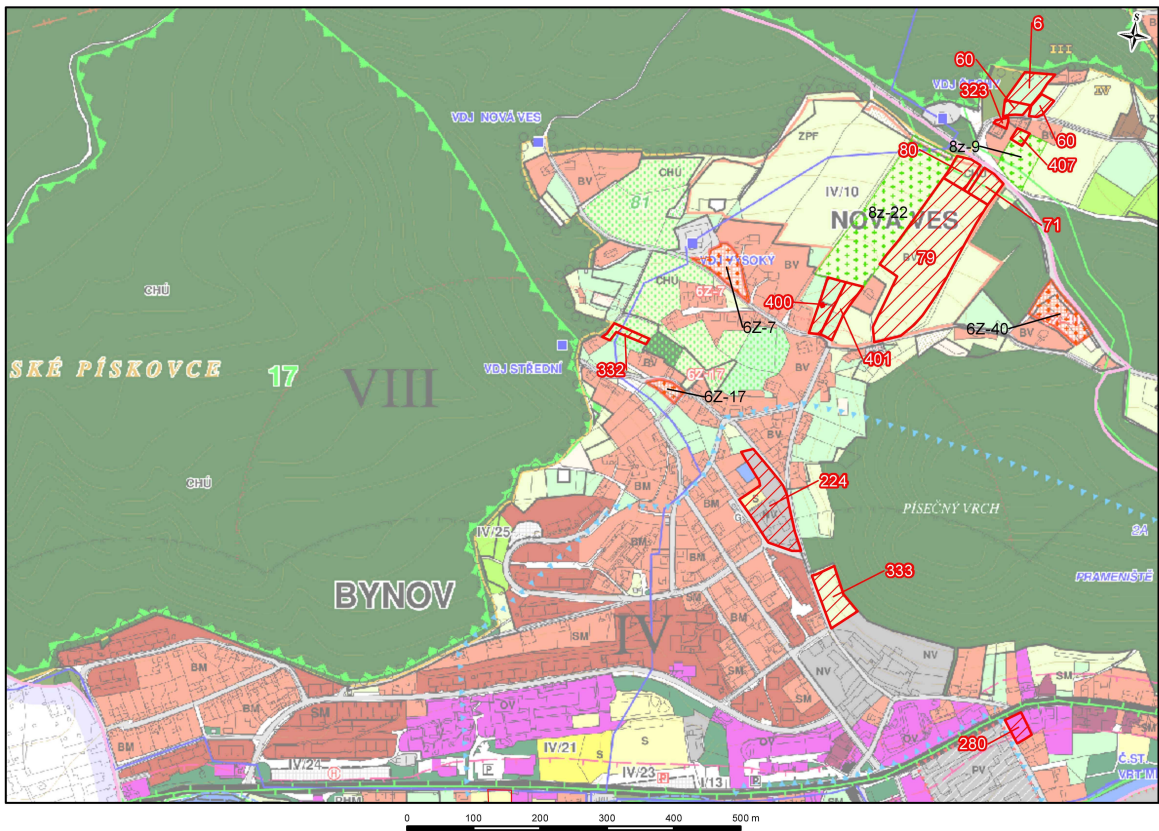 S
6
III
60
323
VDJ NOVÁ VES
ZPF
IV
60
8z-9
407
80
CHÚ
CHÚ
BV
81
IV/10
8z-22
NOVÁ VES
71
VDJ VYSOKÝ
BV
79
BV
CHÚ
6Z-7
400
6Z-7
6Z-40
BV
401
CHÚ
VDJ STŘEDNÍ
332
BV
6Z-17
6Z-17
SKÉ PÍSKOVCE
17
VIII
BV
BM
224
S
NV
CHÚ
BM
G
PÍSEČNÝ VRCH
IV/25
BM
BM
2A
333
PRAMENIŠTĚ
BYNOV
SM
BM
IV
SM
BM
SM
NV
NV
BM
SM
SM
BM
SM
OV
IV/21
S
S
OV
280
BM
IV/24
H
P
IV/23
P
I/13
P
PV
Č.ST.
SM
0 100 200 300 400 500 m